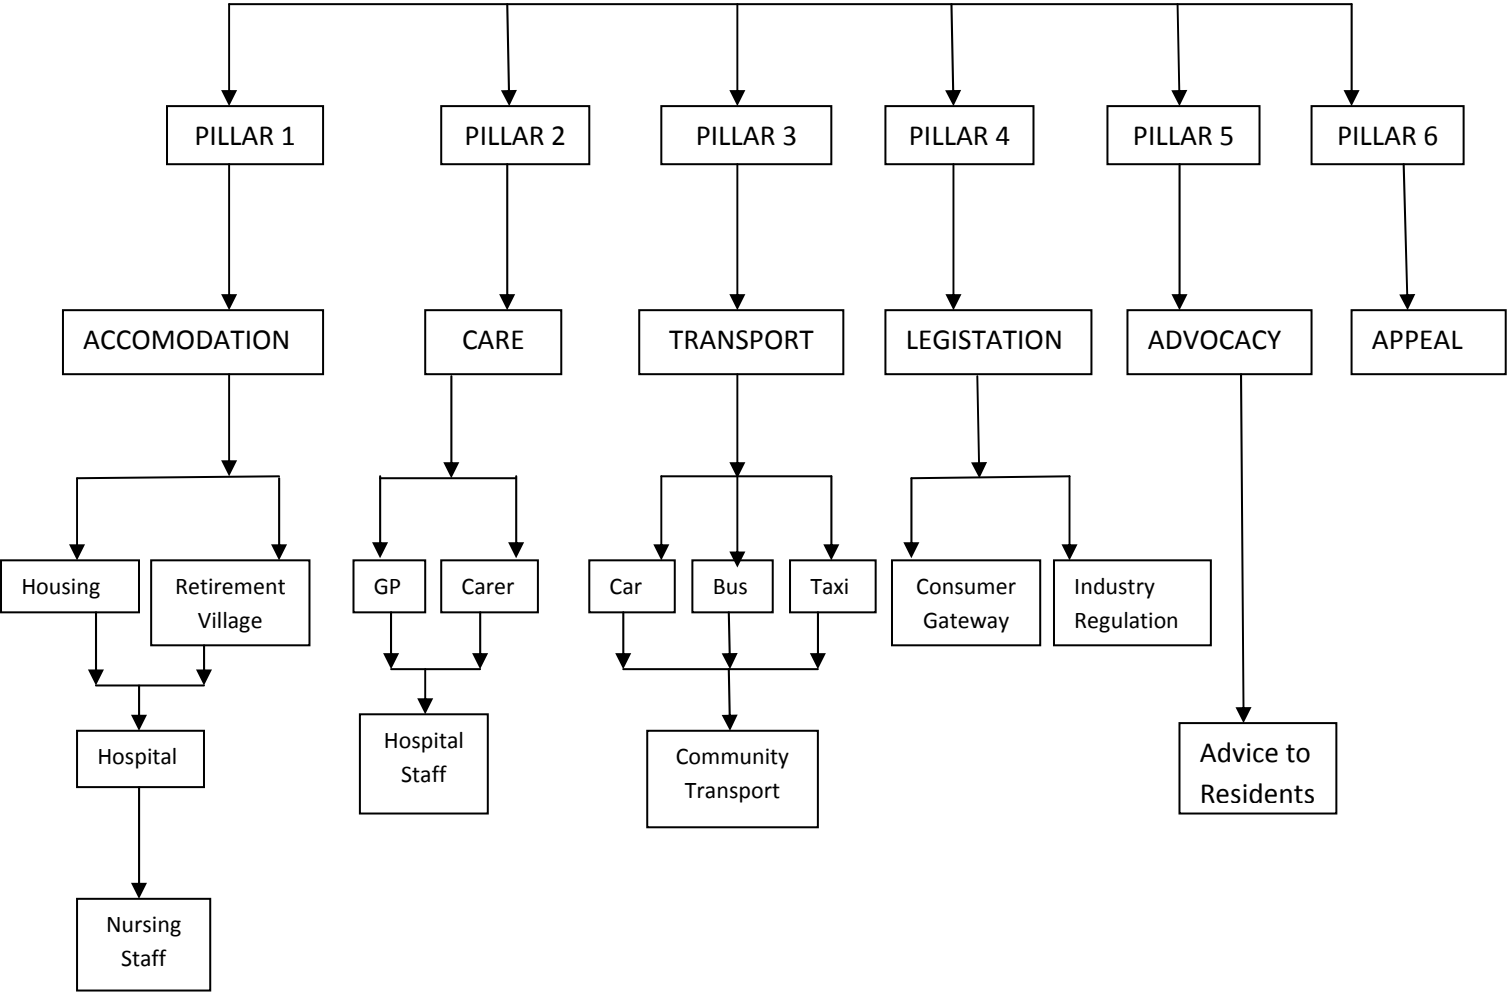 PILLAR 1
PILLAR 2
PILLAR 3
PILLAR 4
PILLAR 5
PILLAR 6
ACCOMODATION
CARE
TRANSPORT
LEGISTATION
ADVOCACY
APPEAL
Housing
Retirement
Village
GP
Carer
Car
Bus
Taxi
Consumer
Gateway
Industry
Regulation
Hospital
Hospital
Staff
Community
Transport
Advice to
Residents
Nursing
Staff